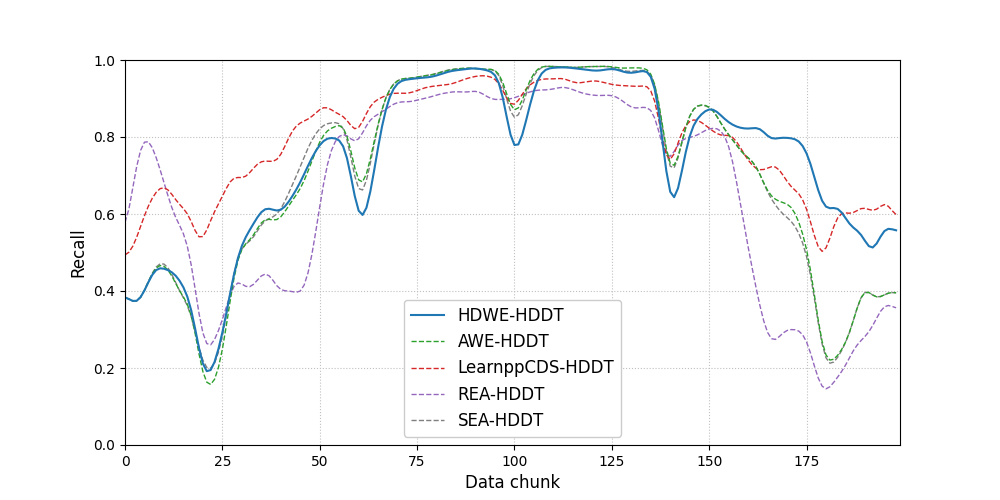 1.0
0.8
0.6
0.4
0.2
0.0
Recall
HDWE-HDDT
AWE-HDDT
LearnppCDS-HDDT
REA-HDDT
SEA-HDDT
0 25 50 75 100 125 150 175
Data chunk